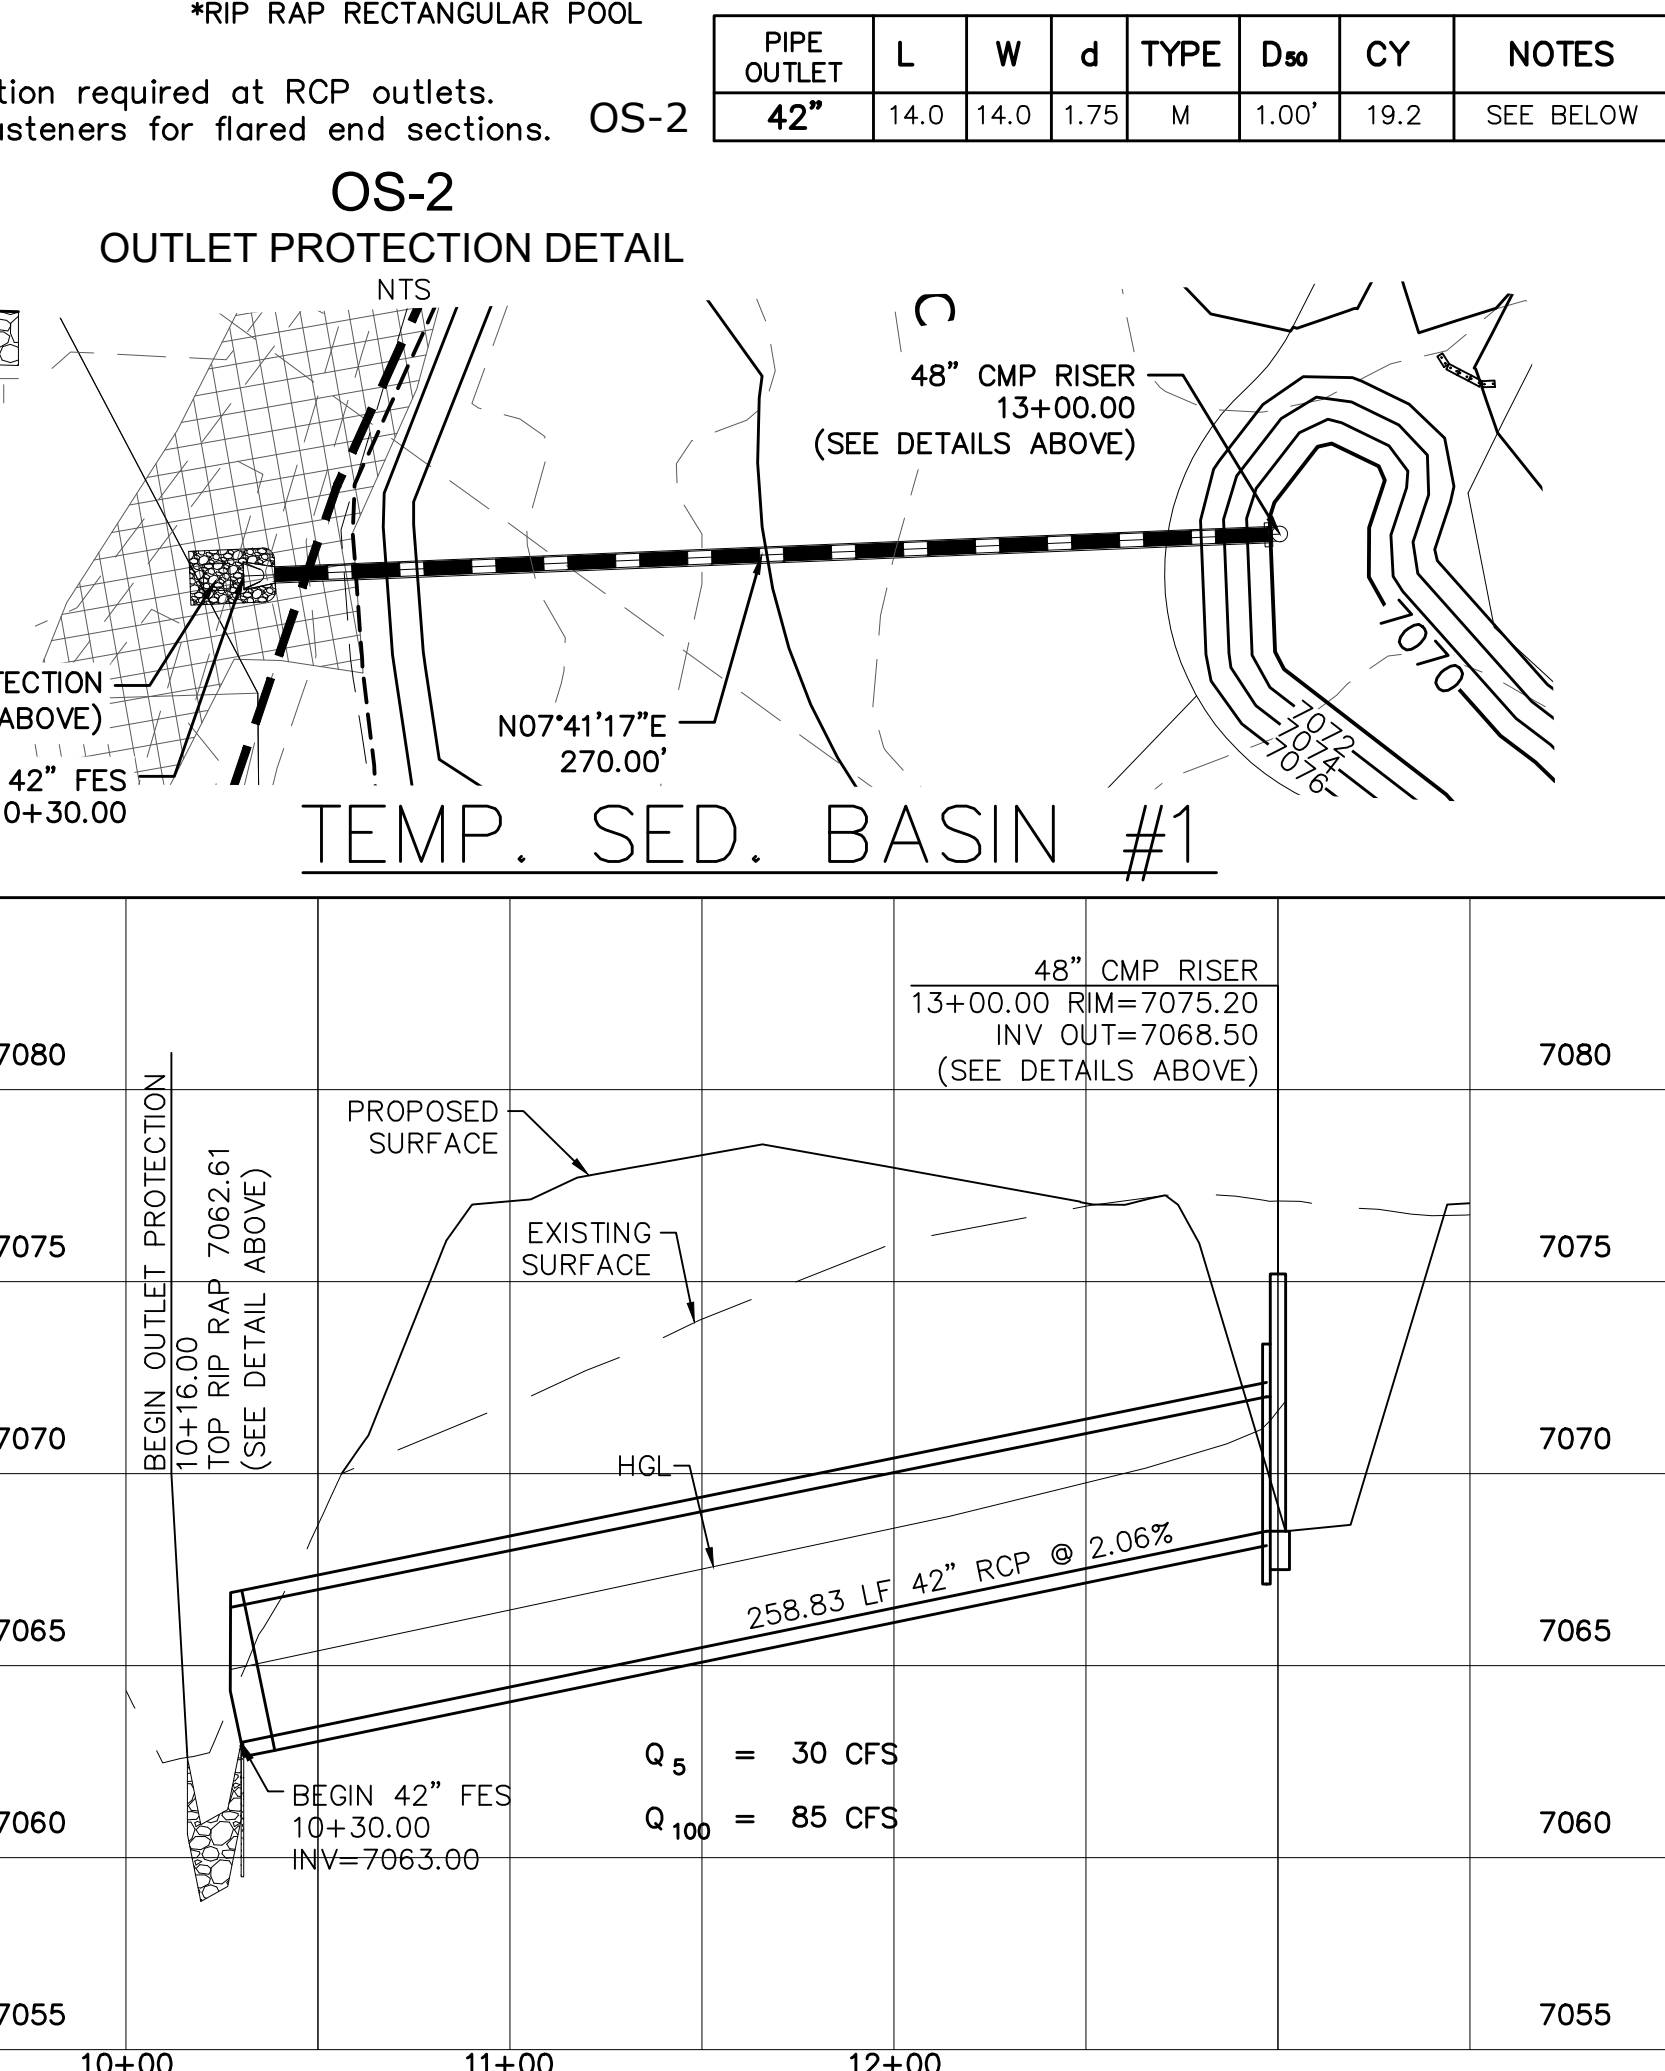 *RIP RAP RECTANGULAR POOL
tion required at RCP outlets.
asteners for flared end sections.
OS-2
PIPE OUTLET L W d TYPE D50 CY NOTES
42” 14.0 14.0 1.75 M 1.00’ 19.2 SEE BELOW
OS-2
OUTLET PROTECTION DETAIL
NTS
C
48” CMP RISER
13+00.00
(SEE DETAILS ABOVE)
TECTION
ABOVE)
42” FES
0+30.00
N07°41’17”E
270.00’
7070
7072
7074
7076
TEMP. SED. BASIN #1
48” CMP RISER
13+00.00 RIM=7075.20
INV OUT=7068.50
(SEE DETAILS ABOVE)
7080
7080
BEGIN OUTLET PROTECTION
10+16.00
TOP RIP RAP 7062.61
(SEE DETAIL ABOVE)
PROPOSED
SURFACE
EXISTING
SURFACE
7075
7075
7070
7070
HGL
258.83 LF 42” RCP @ 2.06%
7065
7065
Q5 = 30 CFS
Q100 = 85 CFS
BEGIN 42” FES
10+30.00
INV=7063.00
7060
7060
7055
7055
10+00
11+00
12+00